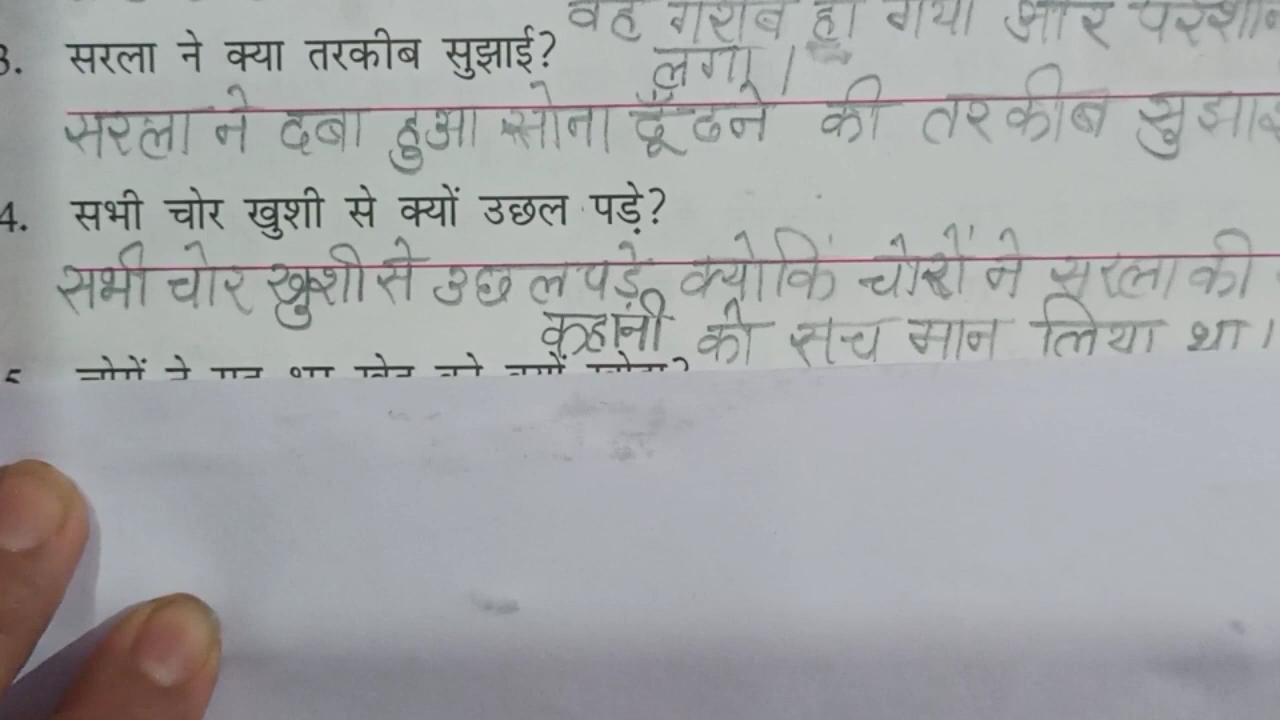 वह गरीब हो गया और
3. सरला ने क्या तरकीब सुझाई?
लगा।
सरला ने दबा हुआ सोना ढूँढने की तरकीब
4. सभी चोर खुशी से क्यों उछल पड़े?
सभी चोर खुशी से उछल पड़े क्योकिं चोरों ने सरला की
कहानी को सच मान लिया था।